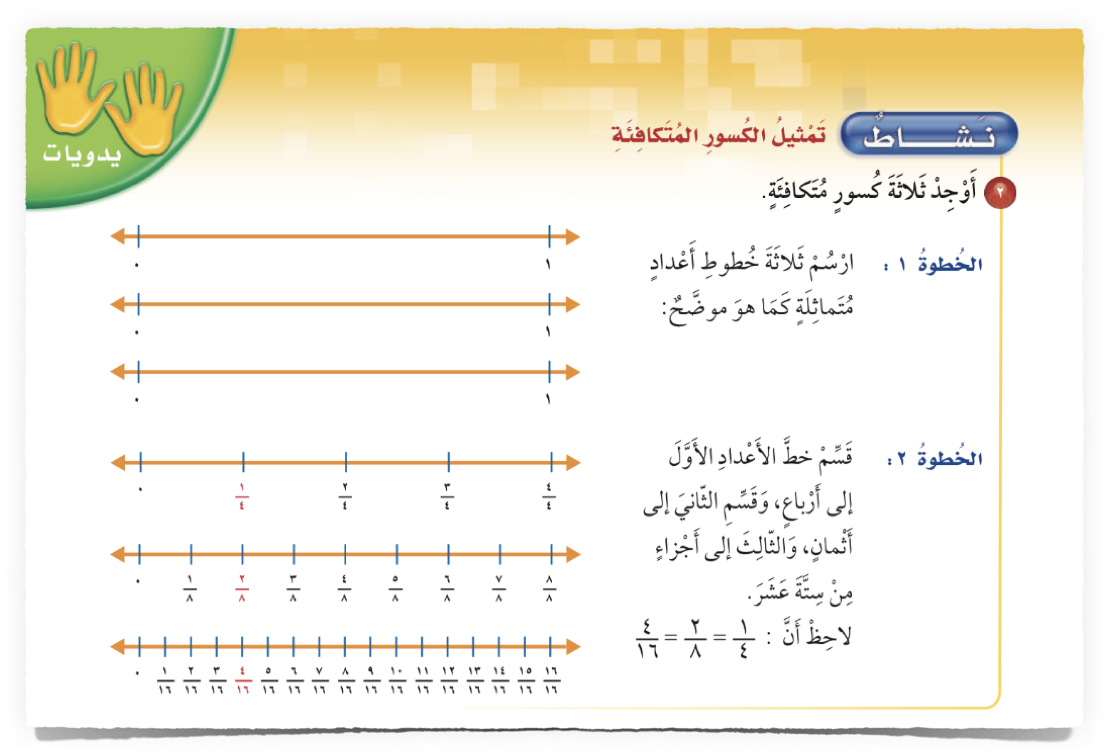 يدويات
نَشــــاطٌ تَمْثيلُ الكُسورِ المُتَكافِئَةِ
٢ أَوْجِدْ ثَلاثَةَ كُسورٍ مُتَكافِئَةٍ.
الخُطوةُ ١ : ارْسُمْ ثَلاثَةَ خُطوطِ أَعْدادٍ
مُتَماثِلَةٍ كَمَا هوَ موضَّحٌ:
٠ ١
٠ ١
٠ ١
الخُطوةُ ٢ : قَسِّمْ خطَّ الأَعْدادِ الأَوَّلَ
إلى أَرْباعٍ، وَقَسِّمِ الثّانيَ إلى
أَثْمانٍ، وَالثّالِثَ إلى أَجْزاءٍ
مِنْ سِتَّةَ عَشَرَ.
لاحِظْ أَنَّ : ١/٤ = ٢/٨ = ٤/١٦
٠ ١/٤ ٢/٤ ٣/٤ ٤/٤
٠ ١/٨ ٢/٨ ٣/٨ ٤/٨ ٥/٨ ٦/٨ ٧/٨ ٨/٨
٠ ١/١٦ ٢/١٦ ٣/١٦ ٤/١٦ ٥/١٦ ٦/١٦ ٧/١٦ ٨/١٦ ٩/١٦ ١٠/١٦ ١١/١٦ ١٢/١٦ ١٣/١٦ ١٤/١٦ ١٥/١٦ ١٦/١٦